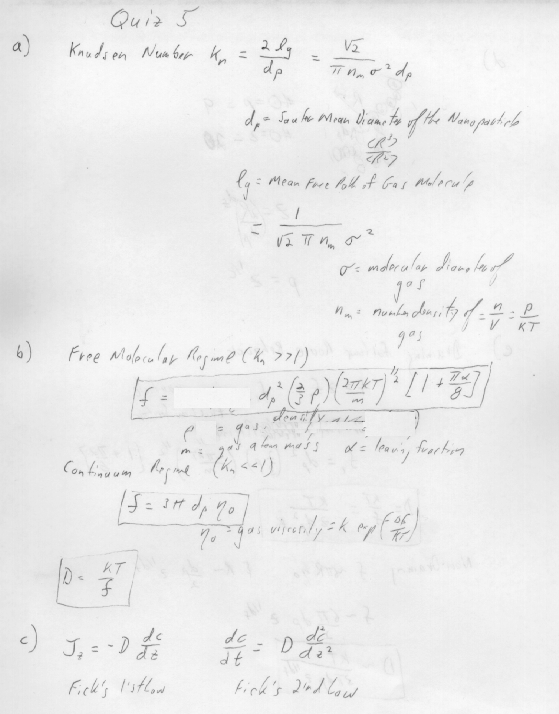 Quiz 5
a) Knudsen Number Kn = 2 lg / dp = √2 / (π nm σ² dp)
dp = Sauter Mean Diameter of the Nanoparticle
<R³>/<R²>
lg = Mean Free Path of Gas Molecule
= 1 / (√2 π nm σ²)
σ = molecular diameter of gas
nm = number density of gas = n/V = P/KT
b) Free Molecular Regime (Kn >>1)
f = dp² (2/3 ρ) (2πKT/m)^1/2 [1 + πα/8]
ρ = gas density
m = gas atom mass α = leaving fraction
Continuum Regime (Kn <<1)
f = 3π dp η0
η0 = gas viscosity = K exp(-ΔE/KT)
D = KT/f
c) Jz = -D dc/dz dc/dt = D d²c/dz²
Fick's 1st law Fick's 2nd Law